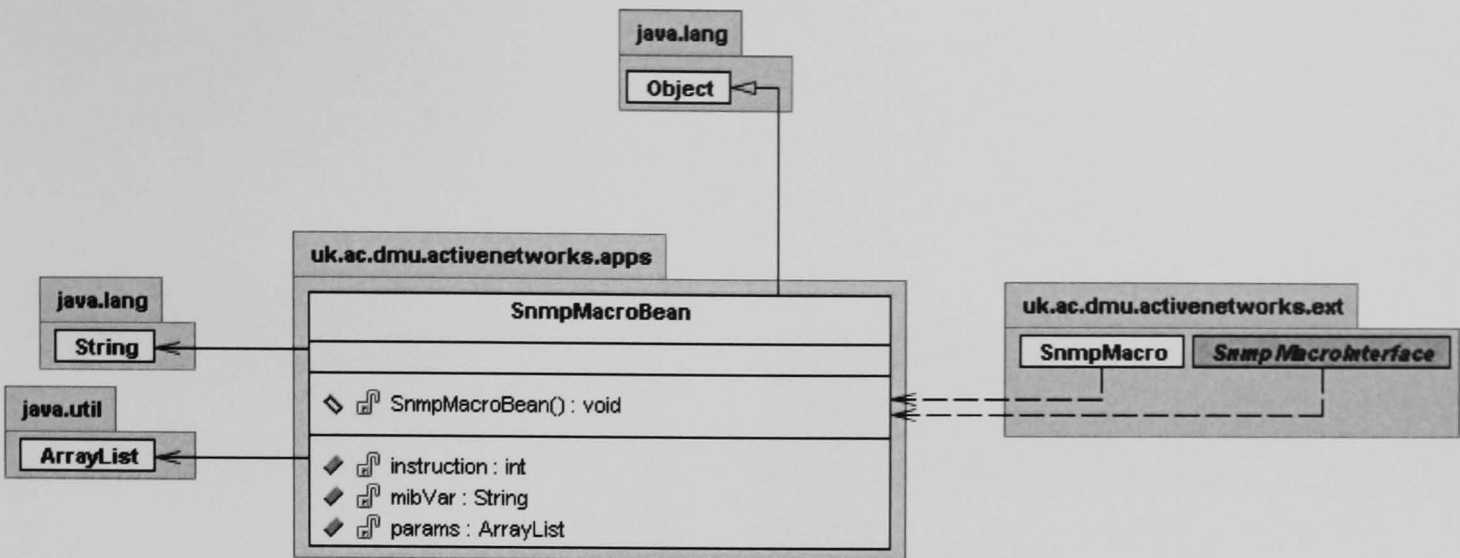 java.lang
Object
uk.ac.dmu.activenetworks.apps
SnmpMacroBean
SnmpMacroBean() : void
instruction : int
mibVar : String
params : ArrayList
java.lang
String
java.util
ArrayList
uk.ac.dmu.activenetworks.ext
SnmpMacro
SnmpMacroInterface